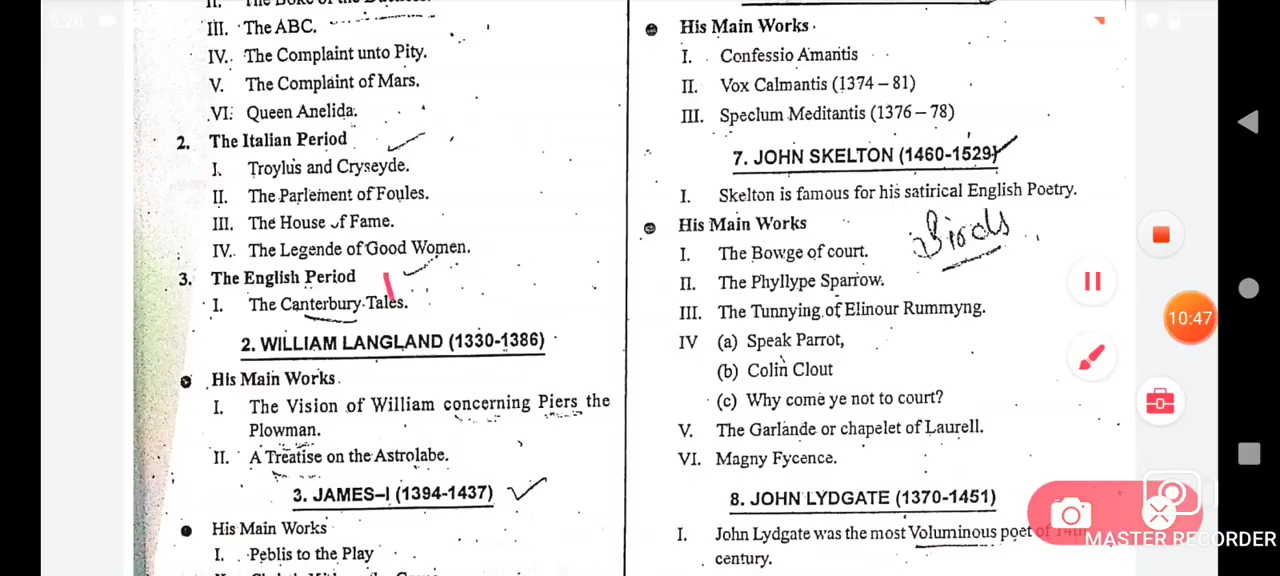 5:20
III. The ABC.
IV. The Complaint unto Pity.
V. The Complaint of Mars.
VI. Queen Anelida.
2. The Italian Period
I. Troylus and Cryseyde.
II. The Parlement of Foules.
III. The House of Fame.
IV. The Legende of Good Women.
3. The English Period
I. The Canterbury Tales.
2. WILLIAM LANGLAND (1330-1386)
His Main Works
I. The Vision of William concerning Piers the
Plowman.
II. A Treatise on the Astrolabe.
3. JAMES-I (1394-1437)
His Main Works
I. Peblis to the Play
His Main Works
I. Confessio Amantis
II. Vox Calmantis (1374 – 81)
III. Speclum Meditantis (1376 – 78)
7. JOHN SKELTON (1460-1529)
I. Skelton is famous for his satirical English Poetry.
His Main Works
Birds
I. The Bowge of court.
II. The Phyllype Sparrow.
III. The Tunnying of Elinour Rummyng.
IV (a) Speak Parrot,
(b) Colin Clout
(c) Why come ye not to court?
V. The Garlande or chapelet of Laurell.
VI. Magny Fycence.
8. JOHN LYDGATE (1370-1451)
I. John Lydgate was the most Voluminous poet of 14th
century.
10:47
MASTER RECORDER